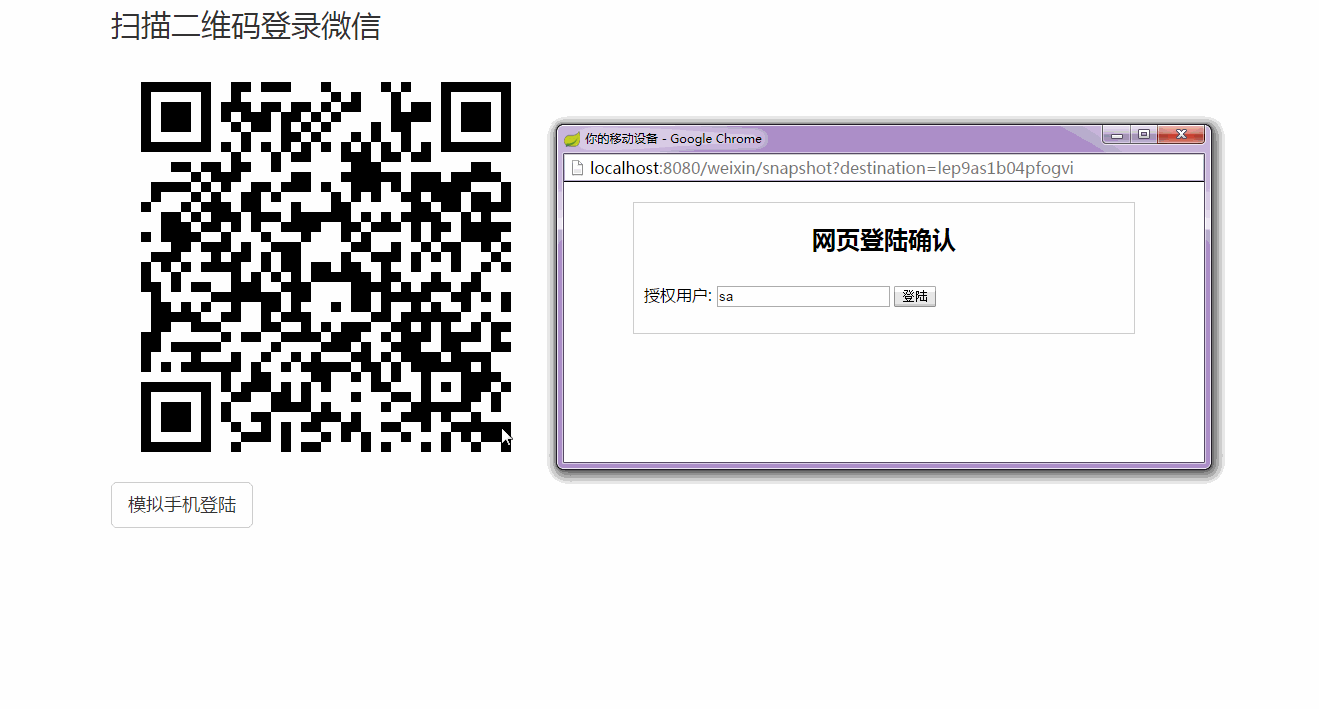 扫描二维码登录微信
你的移动设备 - Google Chrome
localhost:8080/weixin/snapshot?destination=lep9as1b04pfogvi
网页登陆确认
授权用户: sa 登陆
模拟手机登陆